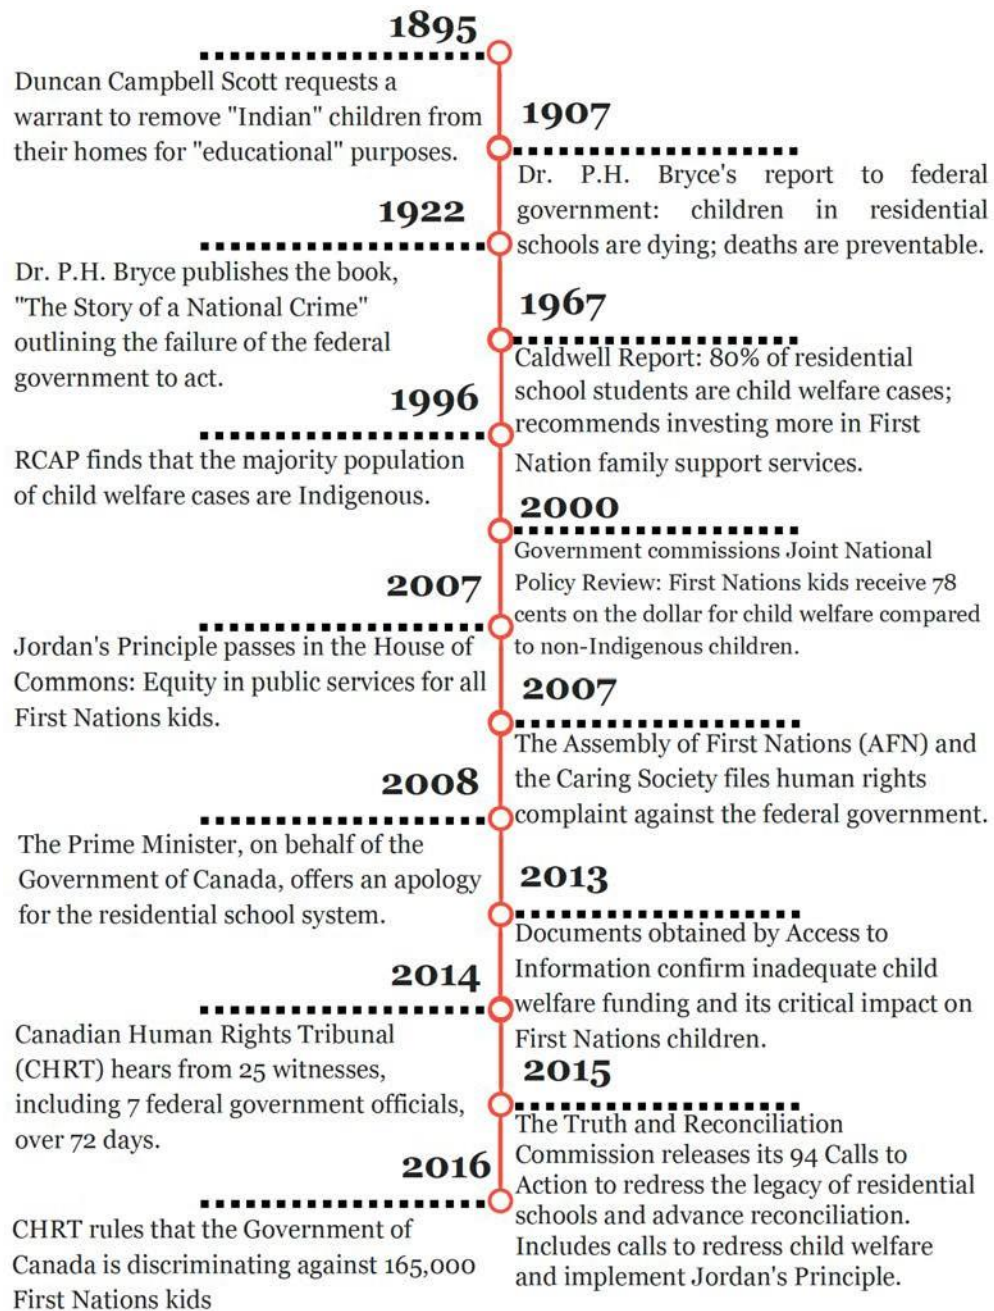 1895
Duncan Campbell Scott requests a
warrant to remove "Indian" children from
their homes for "educational" purposes.
1907
Dr. P.H. Bryce's report to federal
government: children in residential
schools are dying; deaths are preventable.
1922
Dr. P.H. Bryce publishes the book,
"The Story of a National Crime"
outlining the failure of the federal
government to act.
1967
Caldwell Report: 80% of residential
school students are child welfare cases;
recommends investing more in First
Nation family support services.
1996
RCAP finds that the majority population
of child welfare cases are Indigenous.
2000
Government commissions Joint National
Policy Review: First Nations kids receive 78
cents on the dollar for child welfare compared
to non-Indigenous children.
2007
Jordan's Principle passes in the House of
Commons: Equity in public services for all
First Nations kids.
2007
The Assembly of First Nations (AFN) and
the Caring Society files human rights
complaint against the federal government.
2008
The Prime Minister, on behalf of the
Government of Canada, offers an apology
for the residential school system.
2013
Documents obtained by Access to
Information confirm inadequate child
welfare funding and its critical impact on
First Nations children.
2014
Canadian Human Rights Tribunal
(CHRT) hears from 25 witnesses,
including 7 federal government officials,
over 72 days.
2015
The Truth and Reconciliation
Commission releases its 94 Calls to
Action to redress the legacy of residential
schools and advance reconciliation.
Includes calls to redress child welfare
and implement Jordan's Principle.
2016
CHRT rules that the Government of
Canada is discriminating against 165,000
First Nations kids